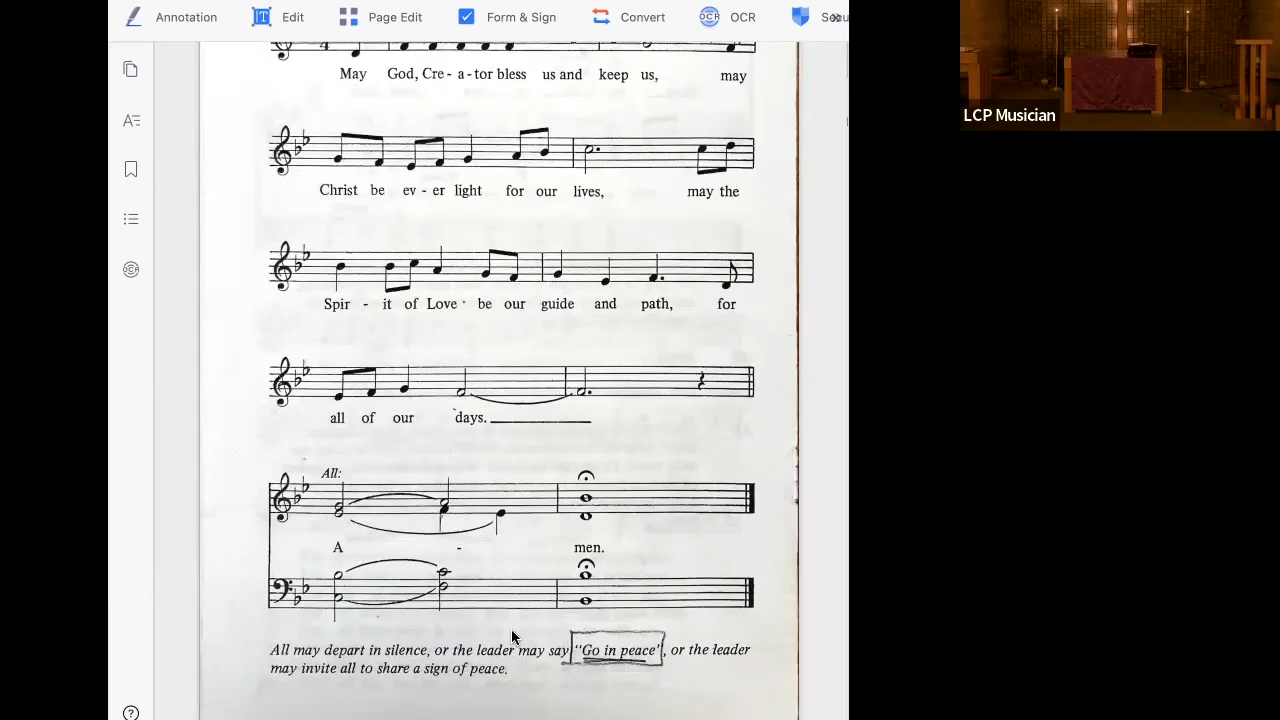 Annotation Edit Page Edit Form & Sign Convert OCR
LCP Musician
May God, Cre - a - tor bless us and keep us, may
Christ be ev - er light for our lives, may the
Spir - it of Love be our guide and path, for
all of our days.
All:
A - men.
All may depart in silence, or the leader may say "Go in peace", or the leader
may invite all to share a sign of peace.